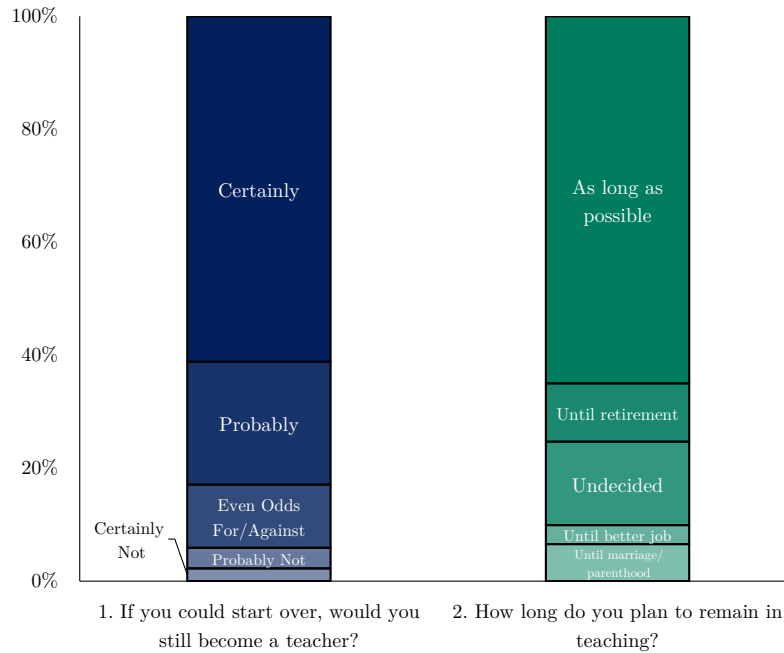 100%
80%
60%
40%
20%
0%
Certainly
Probably
Even Odds
For/Against
Probably Not
Certainly
Not
As long as
possible
Until retirement
Undecided
Until better job
Until marriage/
parenthood
1. If you could start over, would you
still become a teacher?
2. How long do you plan to remain in
teaching?